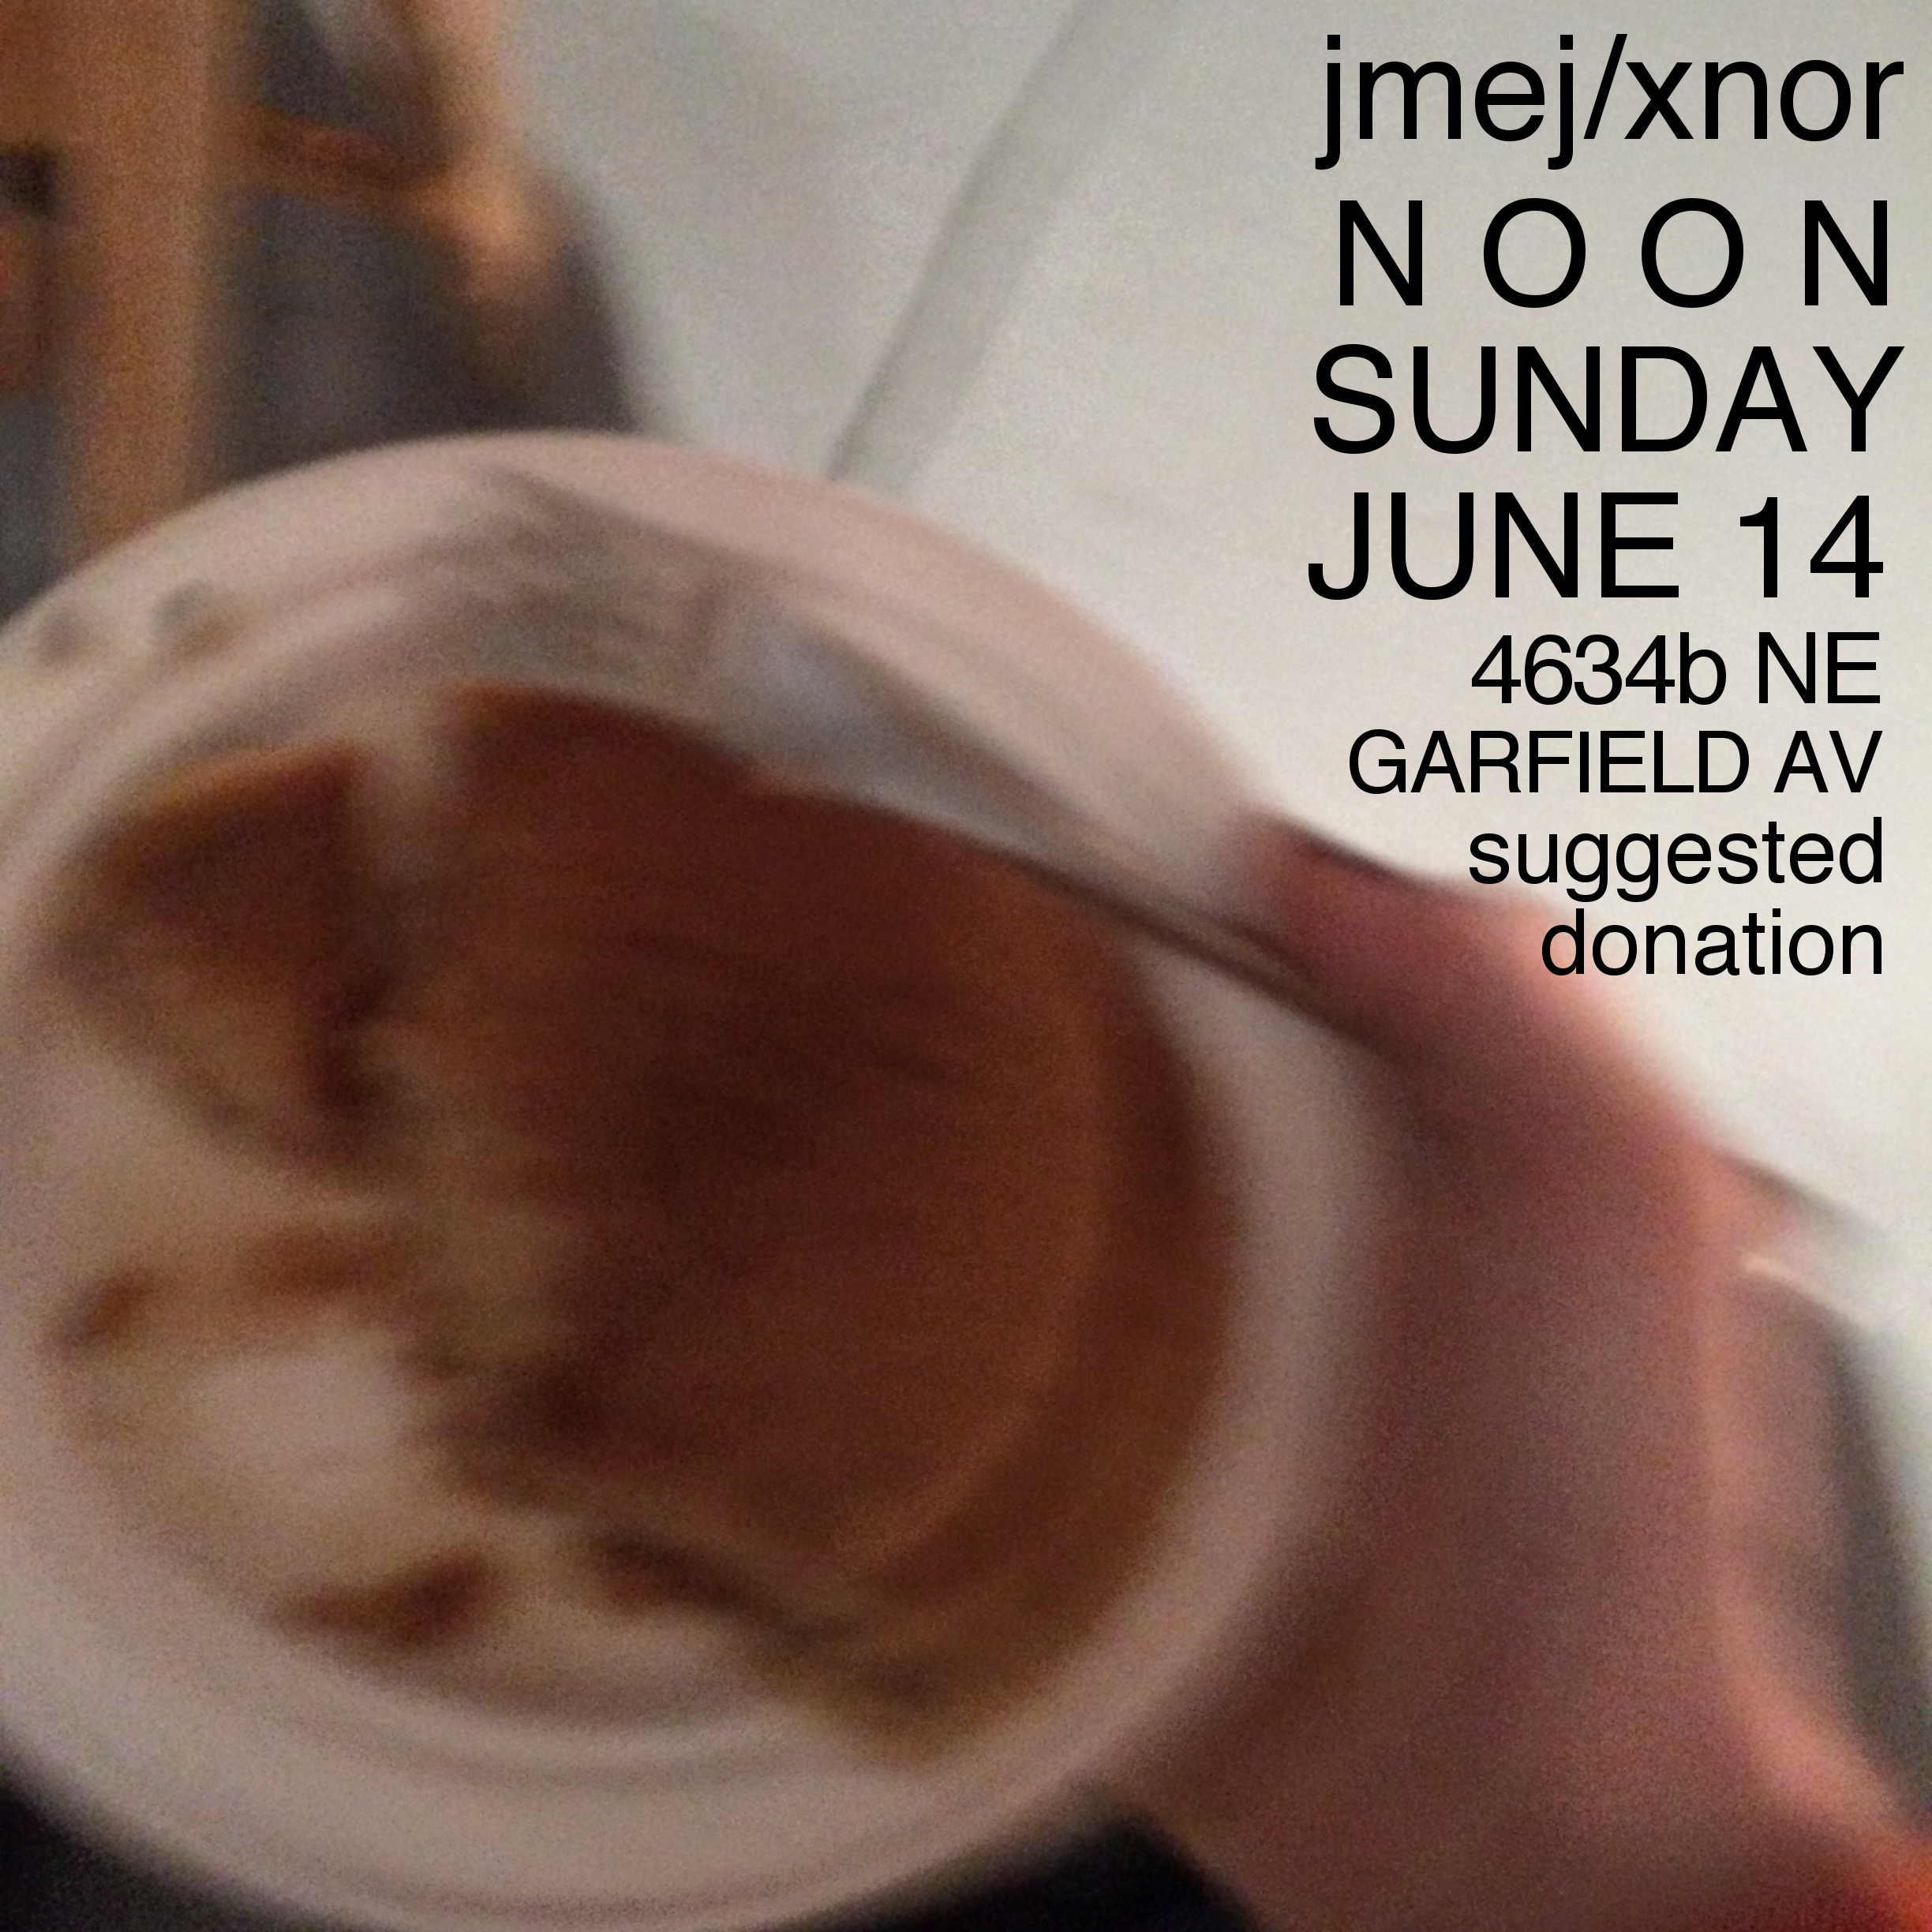 jmej/xnor
N O O N
SUNDAY
JUNE 14
4634b NE
GARFIELD AV
suggested
donation